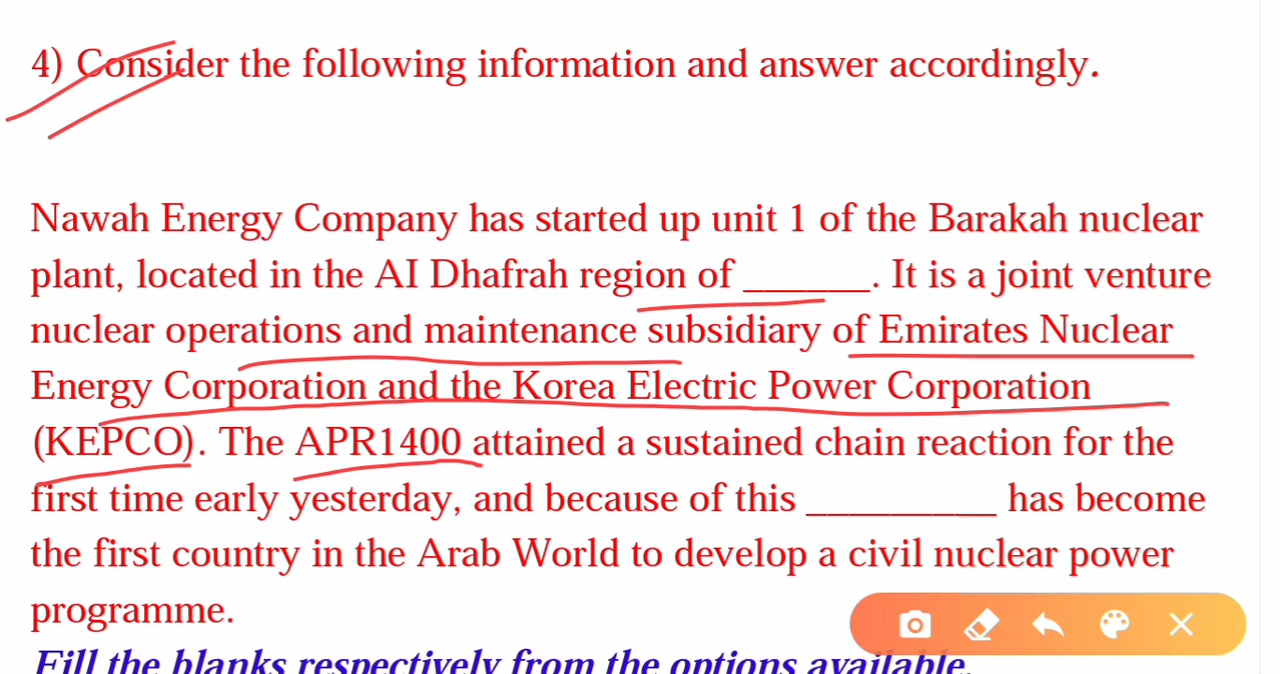 4) Consider the following information and answer accordingly.
Nawah Energy Company has started up unit 1 of the Barakah nuclear
plant, located in the AI Dhafrah region of ______. It is a joint venture
nuclear operations and maintenance subsidiary of Emirates Nuclear
Energy Corporation and the Korea Electric Power Corporation
(KEPCO). The APR1400 attained a sustained chain reaction for the
first time early yesterday, and because of this _________ has become
the first country in the Arab World to develop a civil nuclear power
programme.
Fill the blanks respectively from the options available.